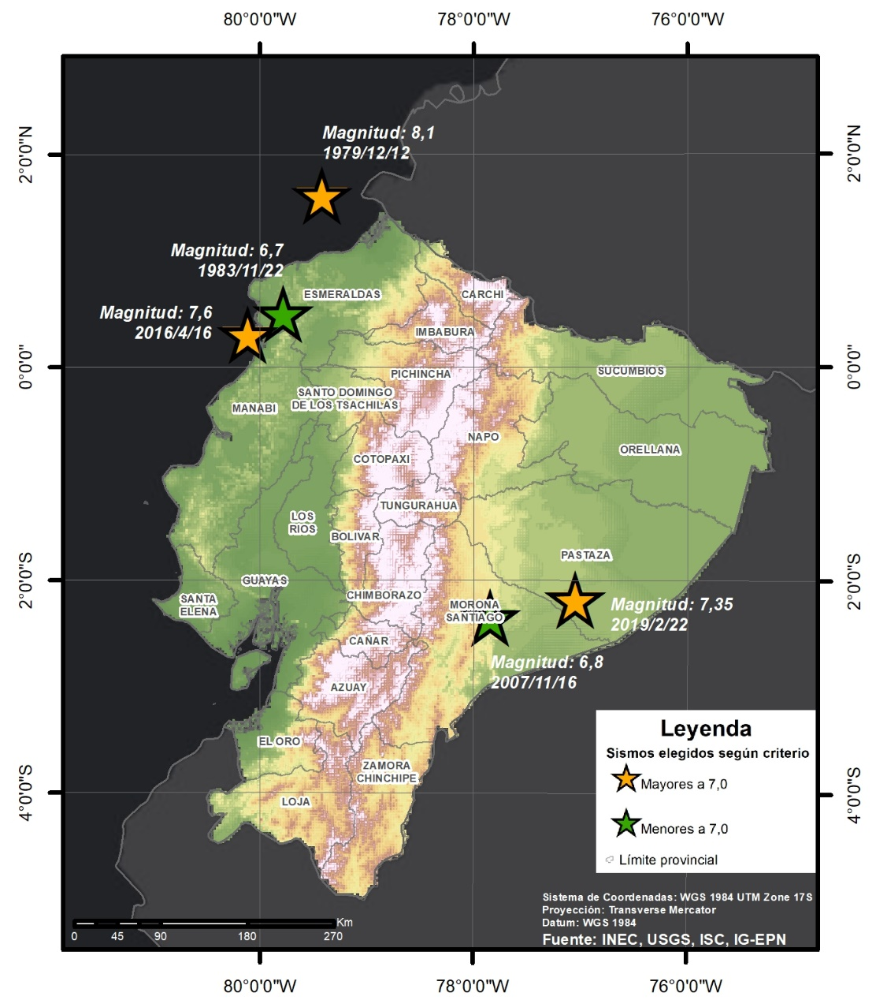 80°0'0"W
78°0'0"W
76°0'0"W
2°0'0"N
2°0'0"N
Magnitud: 8,1
1979/12/12
Magnitud: 6,7
1983/11/22
ESMERALDAS
CARCHI
Magnitud: 7,6
2016/4/16
IMBABURA
0°0'0"
0°0'0"
PICHINCHA
SUCUMBIOS
SANTO DOMINGO
DE LOS TSACHILAS
MANABI
NAPO
ORELLANA
COTOPAXI
TUNGURAHUA
LOS
RIOS
BOLIVAR
PASTAZA
GUAYAS
2°0'0"S
2°0'0"S
CHIMBORAZO
SANTA
ELENA
MORONA
SANTIAGO
Magnitud: 7,35
2019/2/22
CAÑAR
Magnitud: 6,8
2007/11/16
AZUAY
EL ORO
ZAMORA
CHINCHIPE
LOJA
4°0'0"S
4°0'0"S
Leyenda
Sismos elegidos según criterio
Mayores a 7,0
Menores a 7,0
Límite provincial
Sistema de Coordenadas: WGS 1984 UTM Zone 17S
Proyección: Transverse Mercator
Datum: WGS 1984
Fuente: INEC, USGS, ISC, IG-EPN
Km
0 45 90 180 270
80°0'0"W
78°0'0"W
76°0'0"W